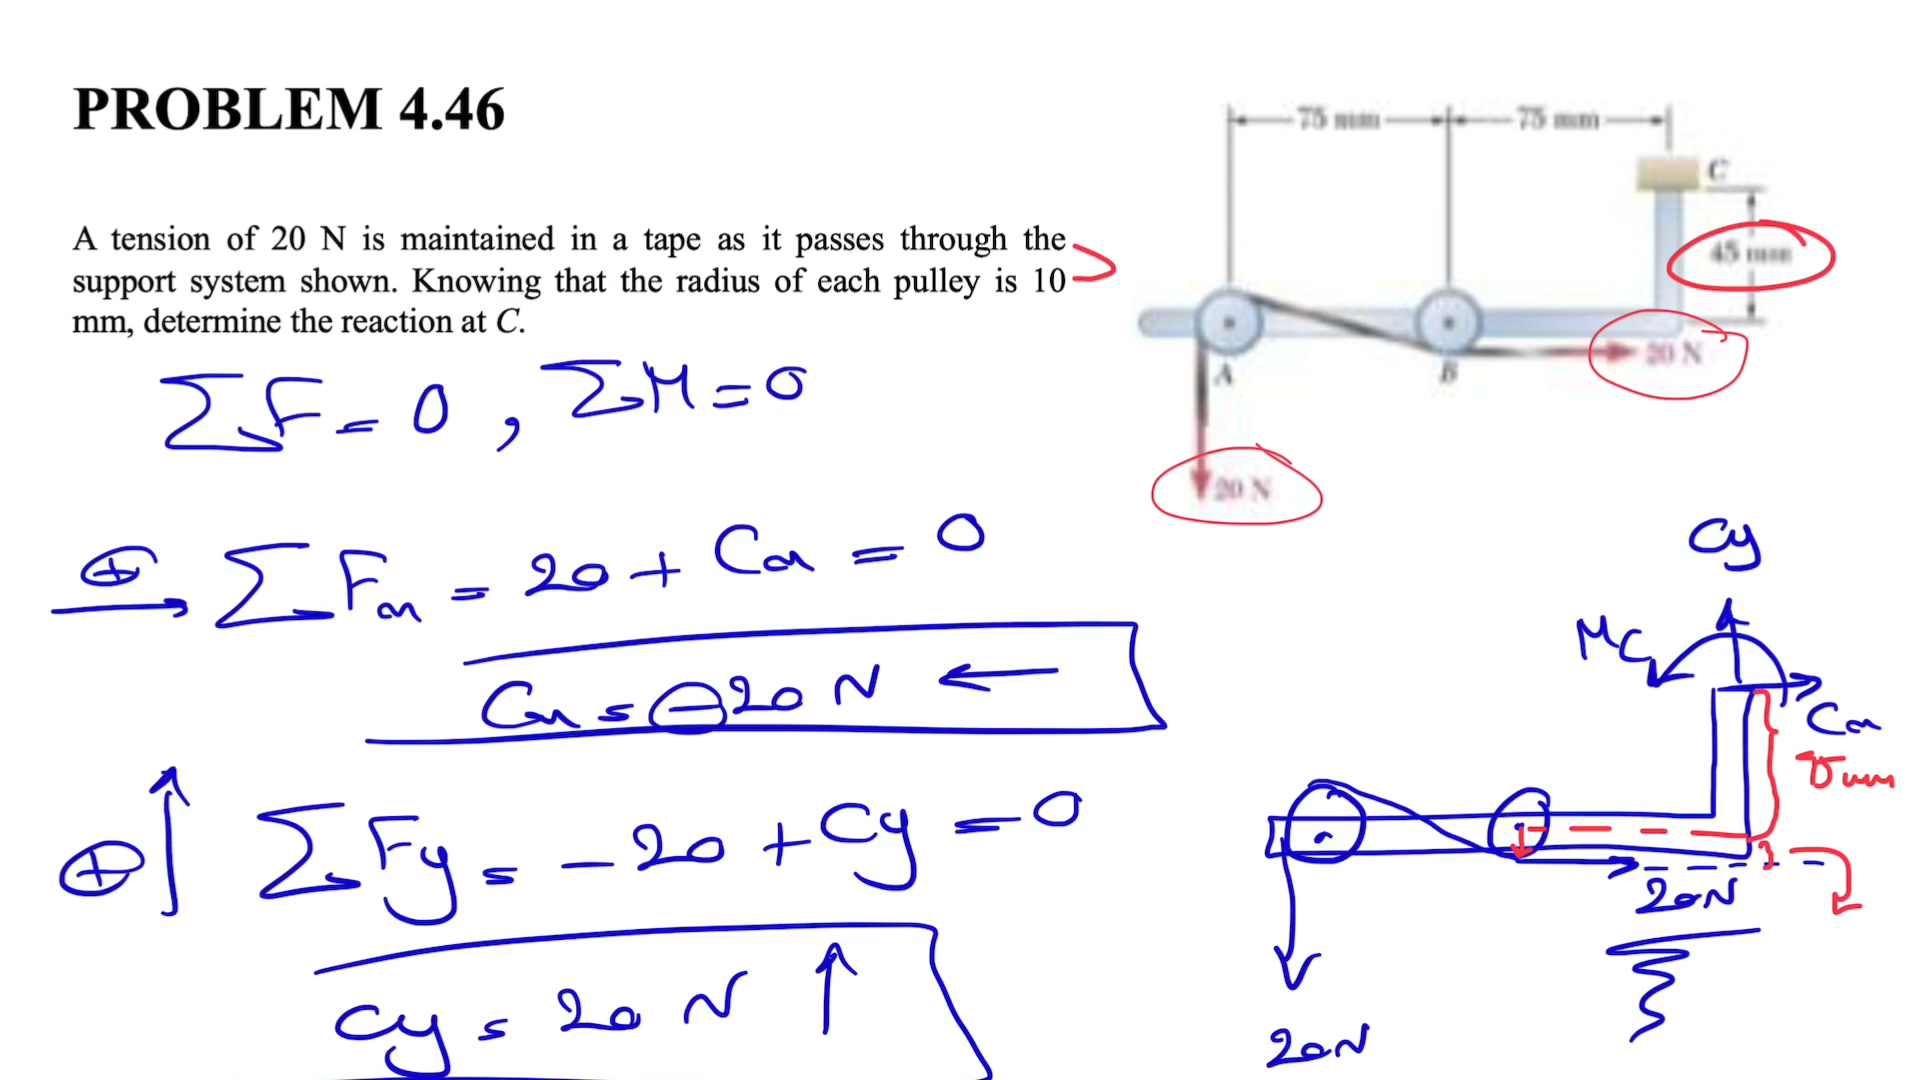 PROBLEM 4.46
A tension of 20 N is maintained in a tape as it passes through the
support system shown. Knowing that the radius of each pulley is 10
mm, determine the reaction at C.
75 mm 75 mm
C
45 mm
20 N
A B
20 N
ΣF = 0 , ΣM = 0
⊕ → ΣFx = 20 + Cx = 0
Cx = -20 N ←
⊕ ↑ ΣFy = -20 + Cy = 0
Cy = 20 N ↑
Cy
MC
Cx
20N
20N